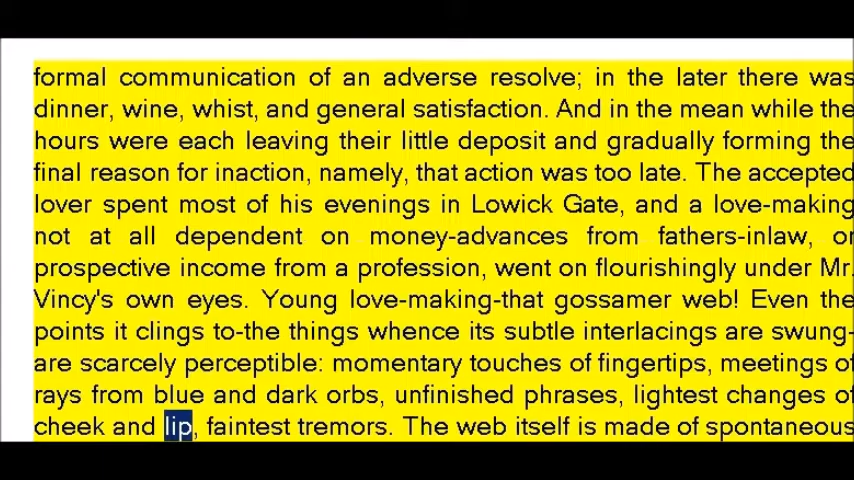 formal communication of an adverse resolve; in the later there was
dinner, wine, whist, and general satisfaction. And in the mean while the
hours were each leaving their little deposit and gradually forming the
final reason for inaction, namely, that action was too late. The accepted
lover spent most of his evenings in Lowick Gate, and a love-making
not at all dependent on money-advances from fathers-inlaw, or
prospective income from a profession, went on flourishingly under Mr.
Vincy's own eyes. Young love-making-that gossamer web! Even the
points it clings to-the things whence its subtle interlacings are swung-
are scarcely perceptible: momentary touches of fingertips, meetings of
rays from blue and dark orbs, unfinished phrases, lightest changes of
cheek and lip, faintest tremors. The web itself is made of spontaneous